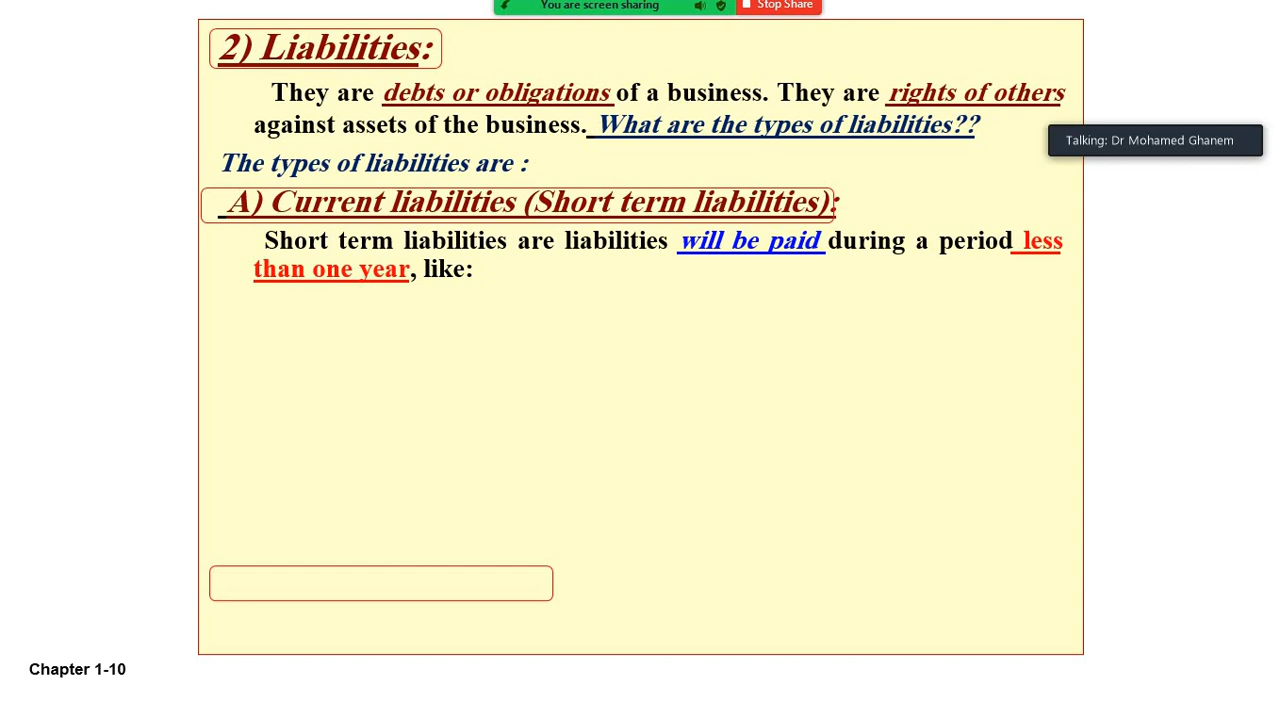 You are screen sharing Stop Share
2) Liabilities:
They are debts or obligations of a business. They are rights of others
against assets of the business. What are the types of liabilities??
Talking: Dr Mohamed Ghanem
The types of liabilities are :
A) Current liabilities (Short term liabilities):
Short term liabilities are liabilities will be paid during a period less
than one year, like:
Chapter 1-10